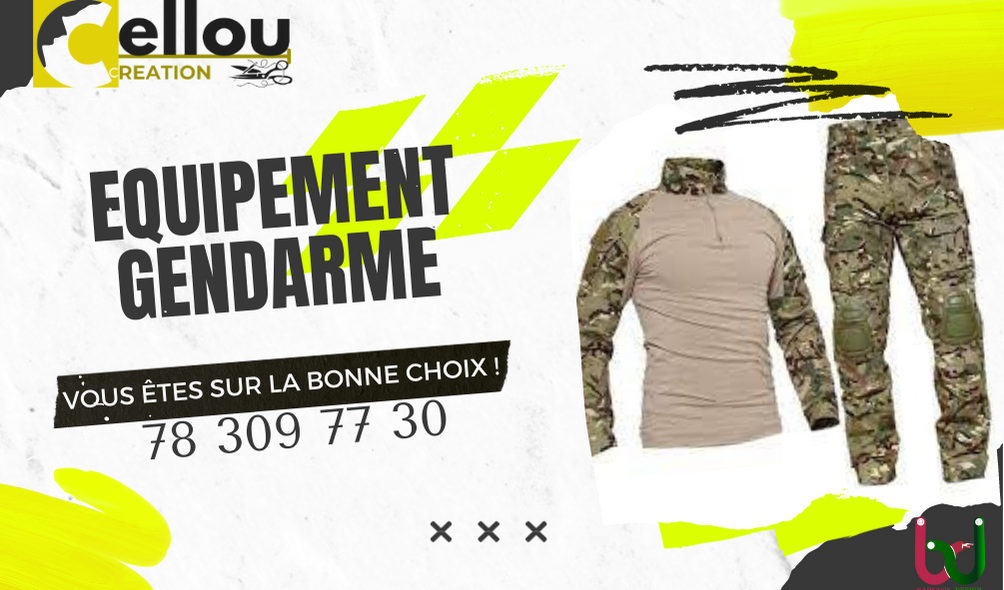 Cellou
CREATION
EQUIPEMENT
GENDARME
VOUS ÊTES SUR LA BONNE CHOIX !
78 309 77 30